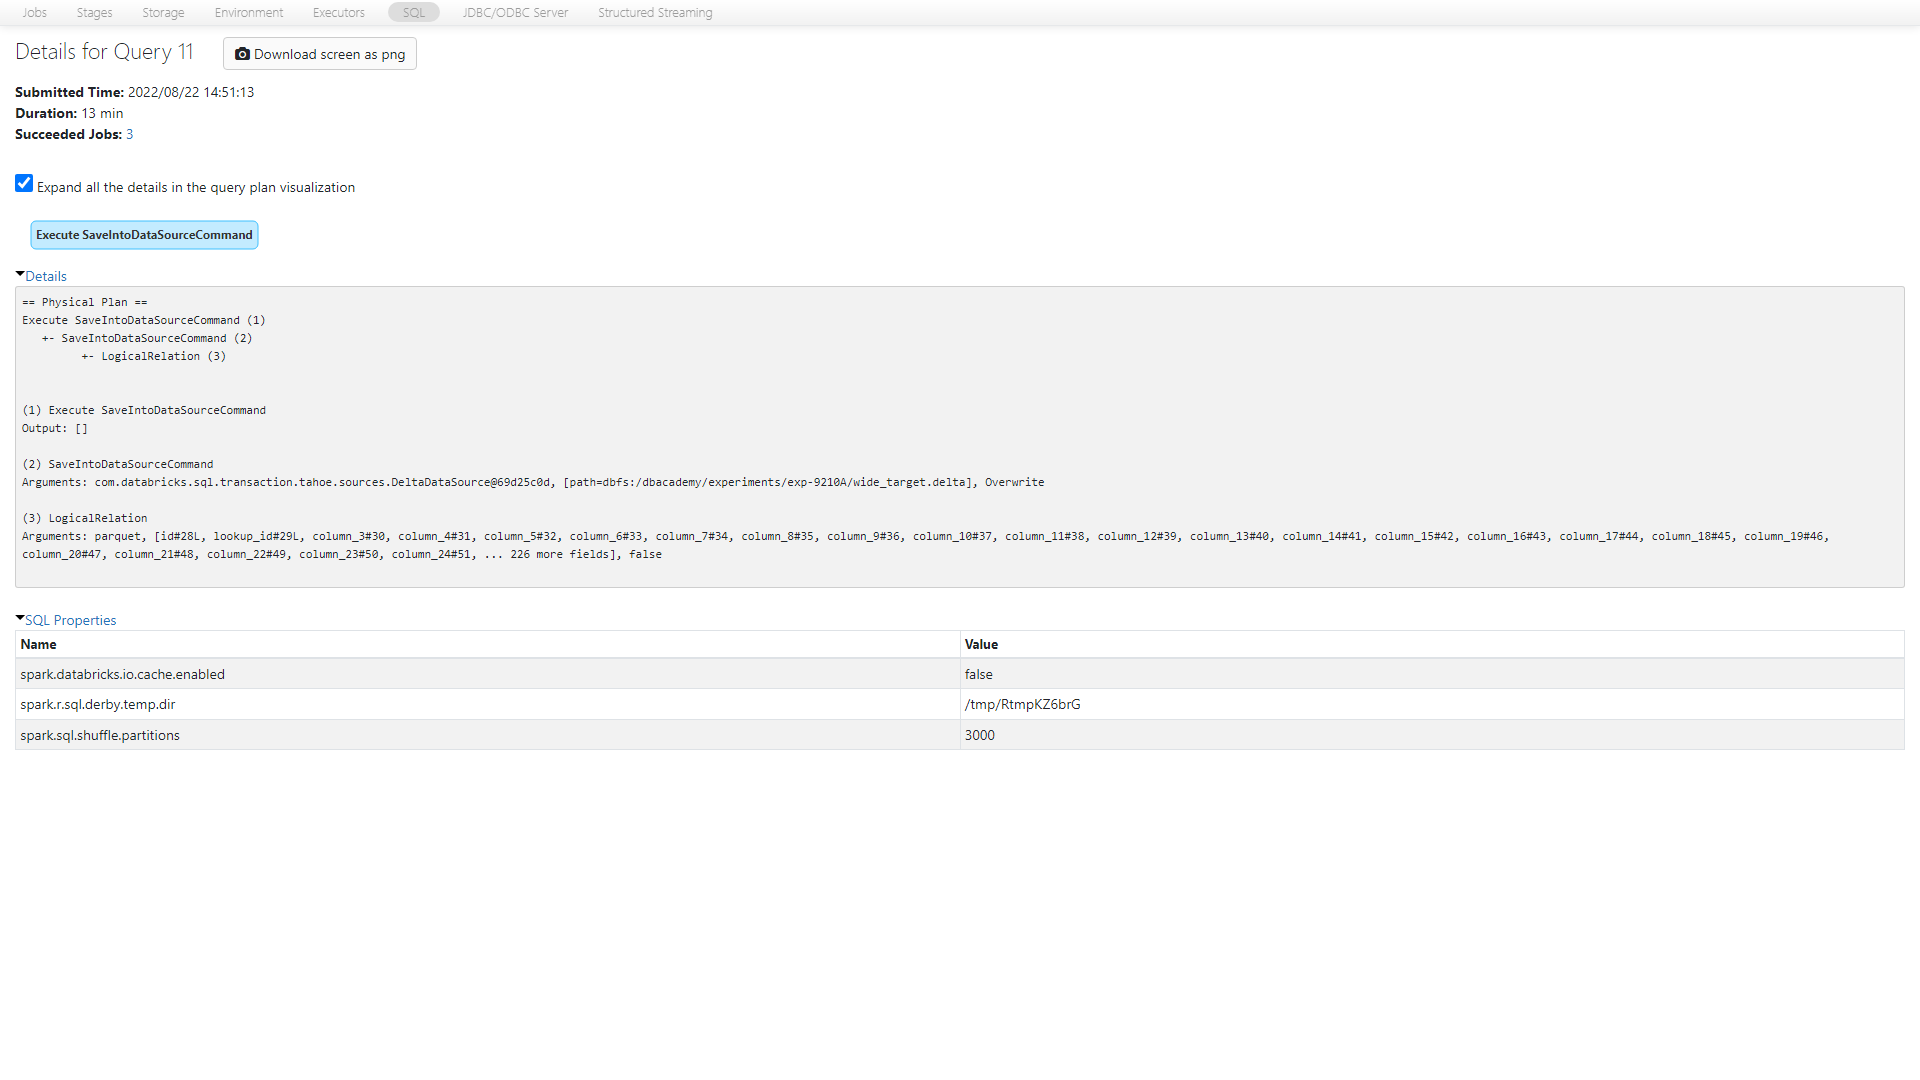 Jobs Stages Storage Environment Executors SQL JDBC/ODBC Server Structured Streaming
Details for Query 11 Download screen as png
Submitted Time: 2022/08/22 14:51:13
Duration: 13 min
Succeeded Jobs: 3
Expand all the details in the query plan visualization
Execute SaveIntoDataSourceCommand
Details
== Physical Plan ==
Execute SaveIntoDataSourceCommand (1)
   +- SaveIntoDataSourceCommand (2)
         +- LogicalRelation (3)
(1) Execute SaveIntoDataSourceCommand
Output: []
(2) SaveIntoDataSourceCommand
Arguments: com.databricks.sql.transaction.tahoe.sources.DeltaDataSource@69d25c0d, [path=dbfs:/dbacademy/experiments/exp-9210A/wide_target.delta], Overwrite
(3) LogicalRelation
Arguments: parquet, [id#28L, lookup_id#29L, column_3#30, column_4#31, column_5#32, column_6#33, column_7#34, column_8#35, column_9#36, column_10#37, column_11#38, column_12#39, column_13#40, column_14#41, column_15#42, column_16#43, column_17#44, column_18#45, column_19#46,
column_20#47, column_21#48, column_22#49, column_23#50, column_24#51, ... 226 more fields], false
SQL Properties
Name Value
spark.databricks.io.cache.enabled false
spark.r.sql.derby.temp.dir /tmp/RtmpKZ6brG
spark.sql.shuffle.partitions 3000